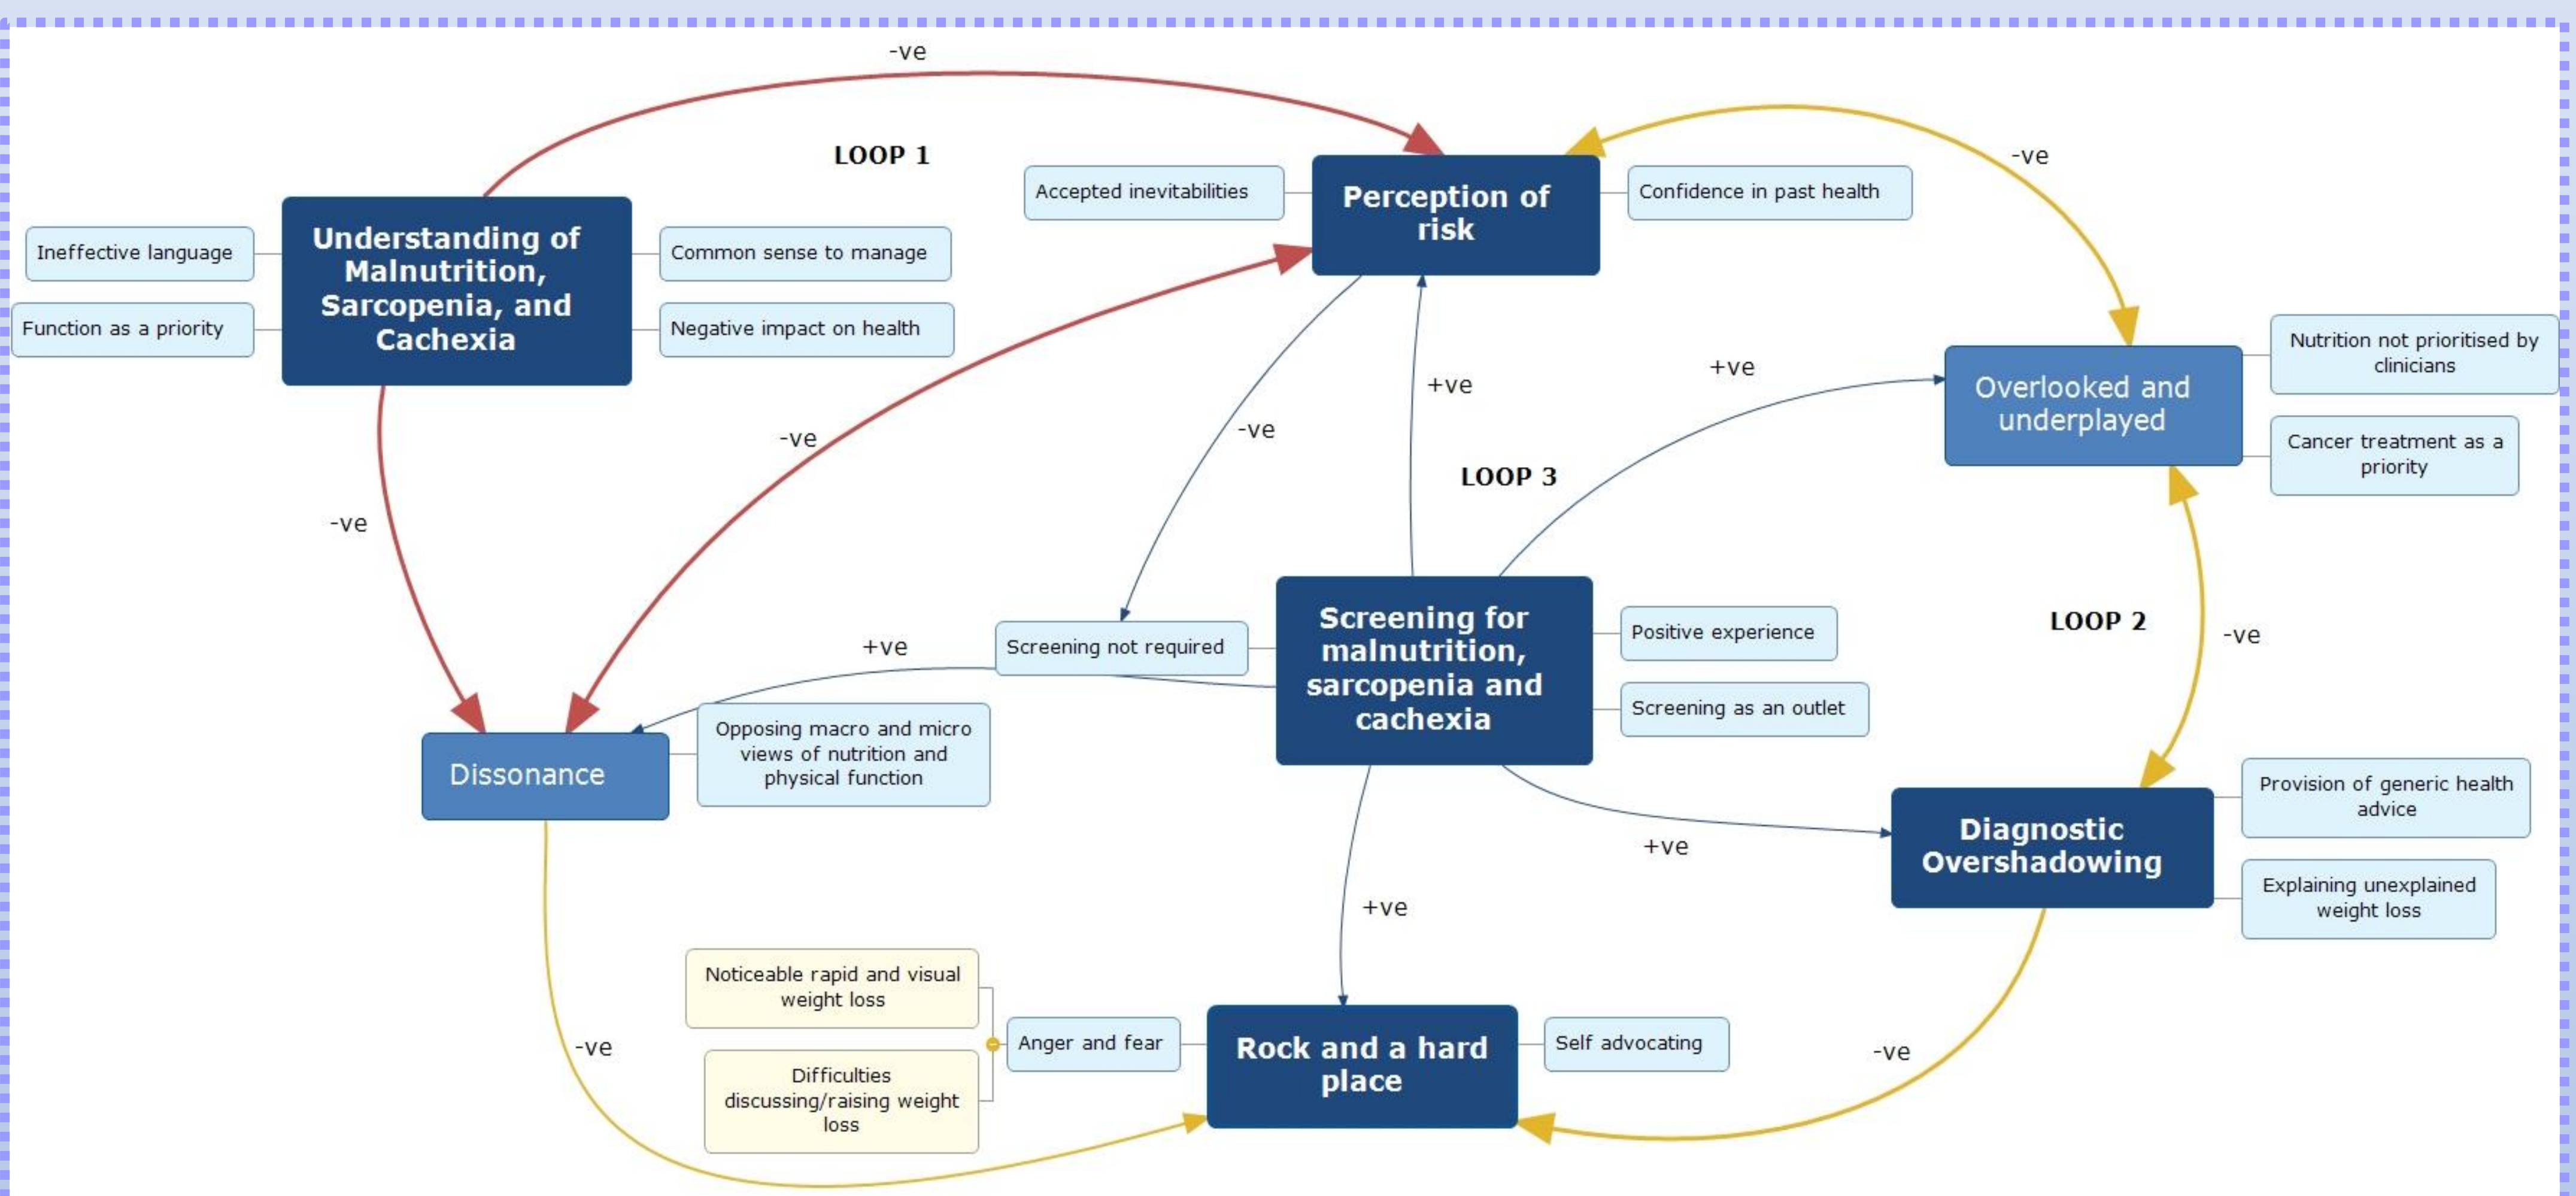 -ve
LOOP 1
-ve
Accepted inevitabilities
Perception of
risk
Confidence in past health
Understanding of
Malnutrition,
Sarcopenia, and
Cachexia
Ineffective language
Function as a priority
Common sense to manage
Negative impact on health
-ve
-ve
-ve
+ve
+ve
LOOP 3
Overlooked and
underplayed
Nutrition not prioritised by
clinicians
Cancer treatment as a
priority
Screening for
malnutrition,
sarcopenia and
cachexia
Screening not required
Positive experience
Screening as an outlet
LOOP 2
-ve
+ve
Dissonance
Opposing macro and micro
views of nutrition and
physical function
+ve
+ve
Diagnostic
Overshadowing
Provision of generic health
advice
Explaining unexplained
weight loss
Noticeable rapid and visual
weight loss
Difficulties
discussing/raising weight
loss
Anger and fear
Rock and a hard
place
Self advocating
-ve
-ve